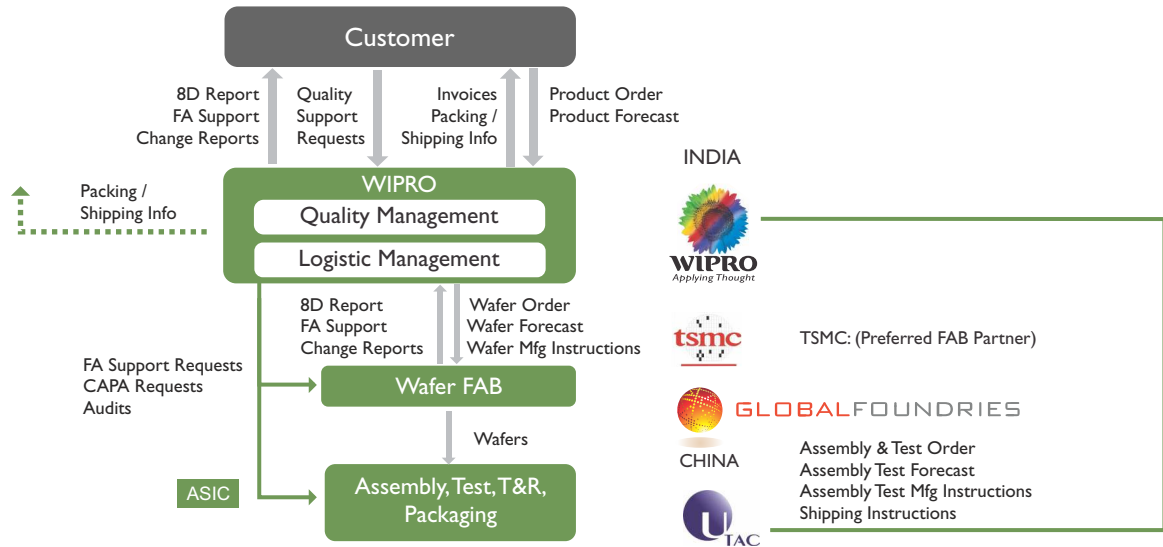 Customer
8D Report
FA Support
Change Reports
Quality
Support
Requests
Invoices
Packing /
Shipping Info
Product Order
Product Forecast
Packing /
Shipping Info
WIPRO
Quality Management
Logistic Management
8D Report
FA Support
Change Reports
Wafer Order
Wafer Forecast
Wafer Mfg Instructions
FA Support Requests
CAPA Requests
Audits
Wafer FAB
Wafers
ASIC
Assembly, Test, T&R,
Packaging
INDIA
WIPRO
Applying Thought
tsmc
TSMC: (Preferred FAB Partner)
GLOBALFOUNDRIES
CHINA
Assembly & Test Order
Assembly Test Forecast
Assembly Test Mfg Instructions
Shipping Instructions
UTAC